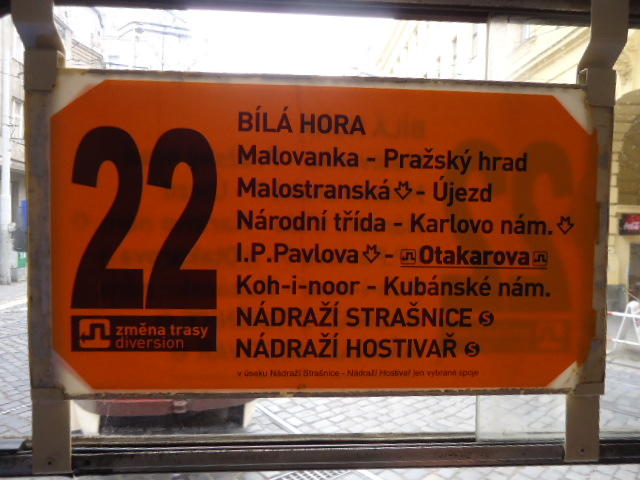 22
BÍLÁ HORA
Malovanka - Pražský hrad
Malostranská - Újezd
Národní třída - Karlovo nám.
I.P.Pavlova - Otakarova
Koh-i-noor - Kubánské nám.
NÁDRAŽÍ STRAŠNICE S
NÁDRAŽÍ HOSTIVAŘ S
v úseku Nádraží Strašnice - Nádraží Hostivař jen vybrané spoje
změna trasy
diversion